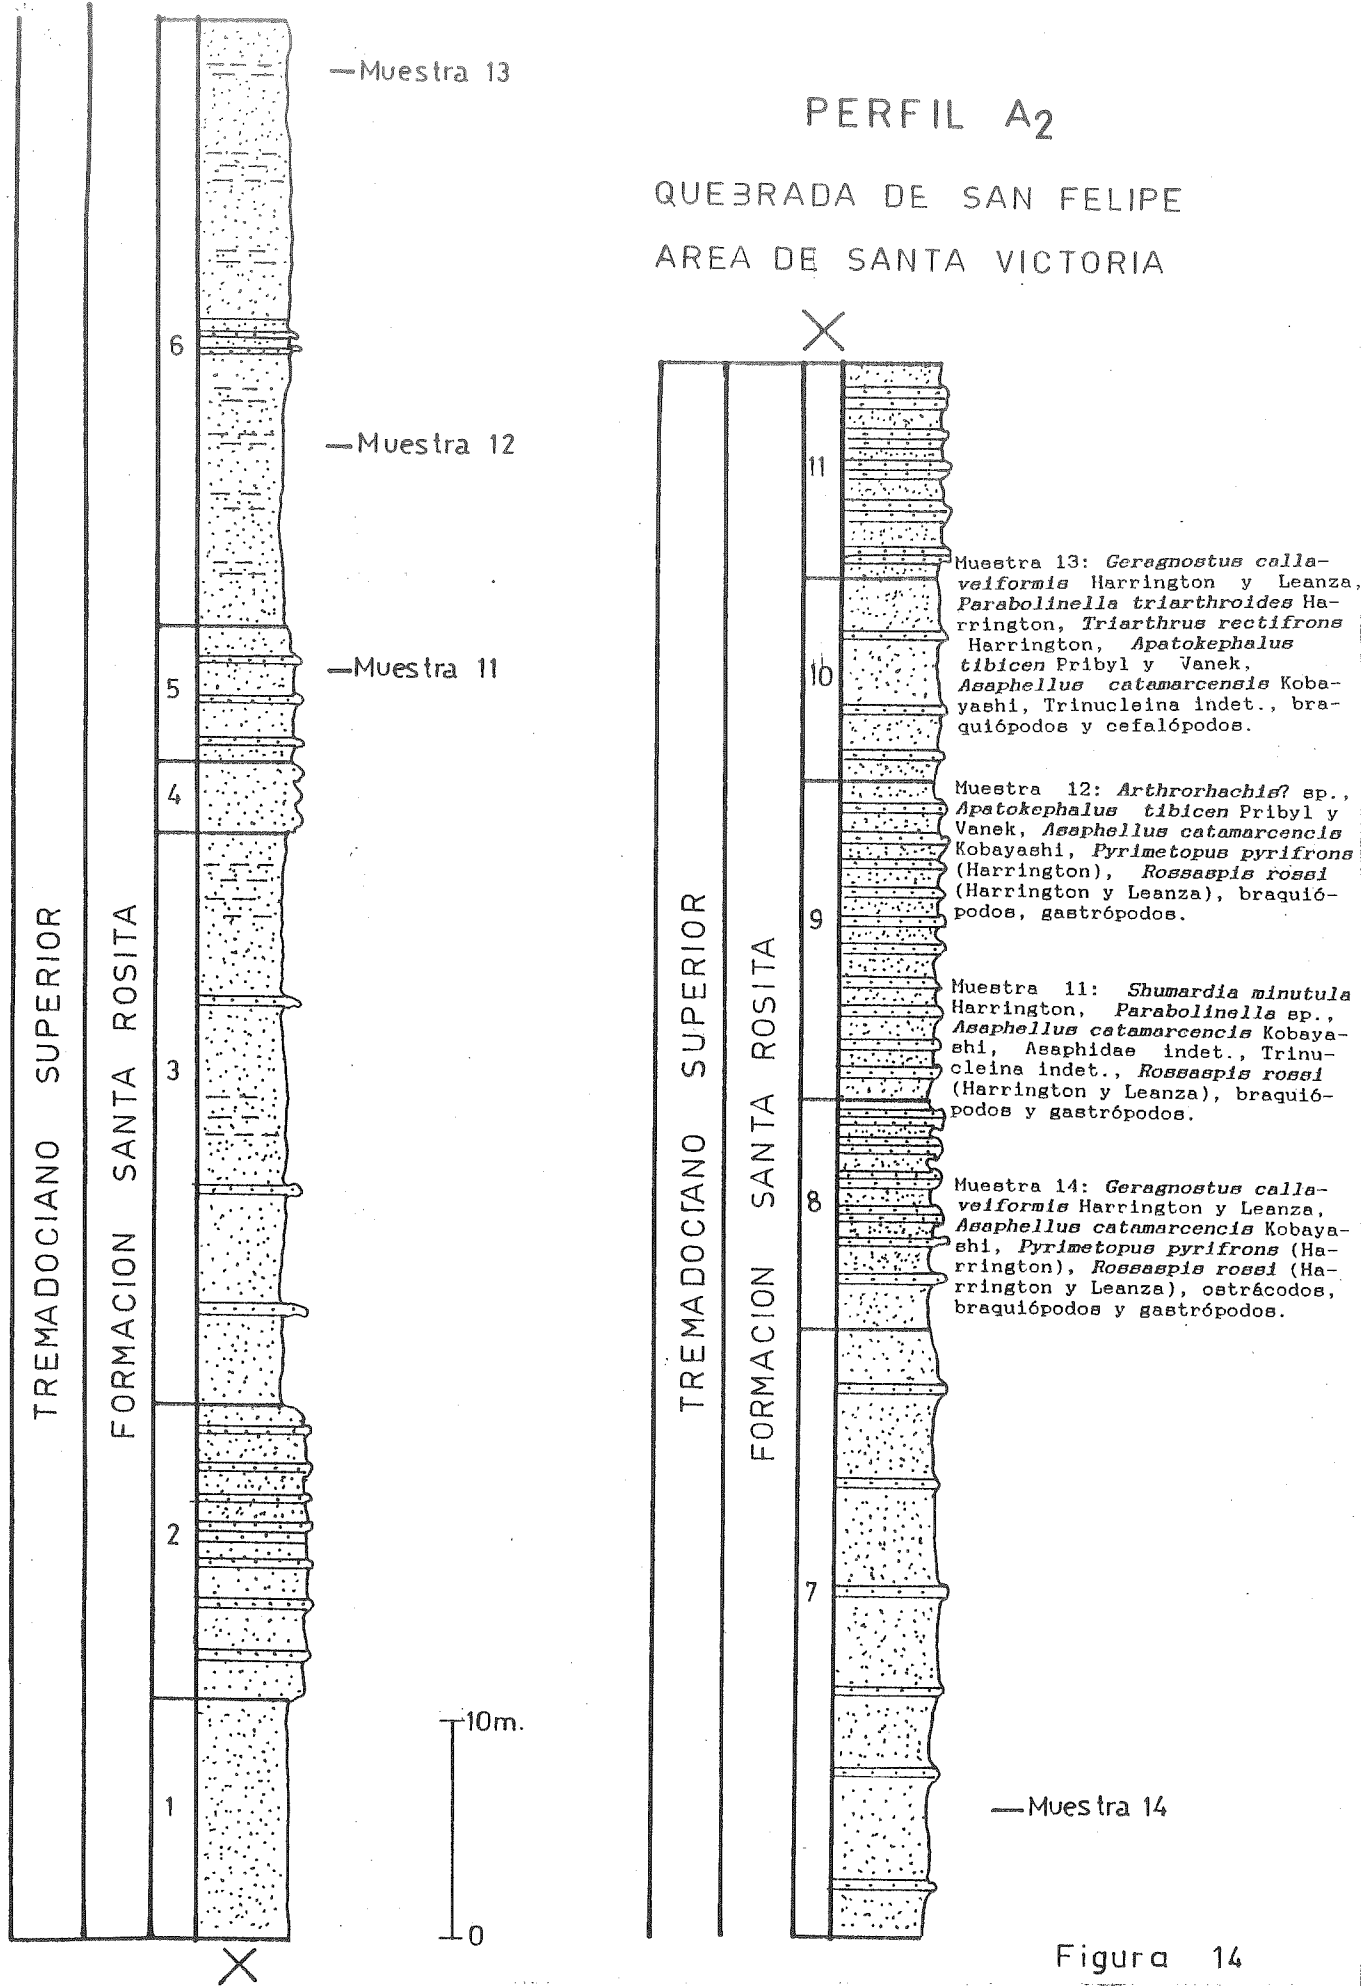 PERFIL A2
QUEBRADA DE SAN FELIPE
AREA DE SANTA VICTORIA
TREMADOCIANO SUPERIOR
FORMACION SANTA ROSITA
6
5
4
3
2
1
—Muestra 13
—Muestra 12
—Muestra 11
10m.
0
X
X
TREMADOCIANO SUPERIOR
FORMACION SANTA ROSITA
11
10
9
8
7
Muestra 13: Geragnostus calla-
veiformis Harrington y Leanza,
Parabolinella triarthroides Ha-
rrington, Triarthrus rectifrons
Harrington, Apatokephalus
tibicen Pribyl y Vanek,
Asaphellus catamarcensis Koba-
yashi, Trinucleina indet., bra-
quiópodos y cefalópodos.
Muestra 12: Arthrorhachis? sp.,
Apatokephalus tibicen Pribyl y
Vanek, Asaphellus catamarcencis
Kobayashi, Pyrimetopus pyrifrons
(Harrington), Rossaspis rossi
(Harrington y Leanza), braquió-
podos, gastrópodos.
Muestra 11: Shumardia minutula
Harrington, Parabolinella sp.,
Asaphellus catamarcencis Kobaya-
shi, Asaphidae indet., Trinu-
cleina indet., Rossaspis rossi
(Harrington y Leanza), braquió-
podos y gastrópodos.
Muestra 14: Geragnostus calla-
veiformis Harrington y Leanza,
Asaphellus catamarcencis Kobaya-
shi, Pyrimetopus pyrifrons (Ha-
rrington), Rossaspis rossi (Ha-
rrington y Leanza), ostrácodos,
braquiópodos y gastrópodos.
—Muestra 14
Figura 14